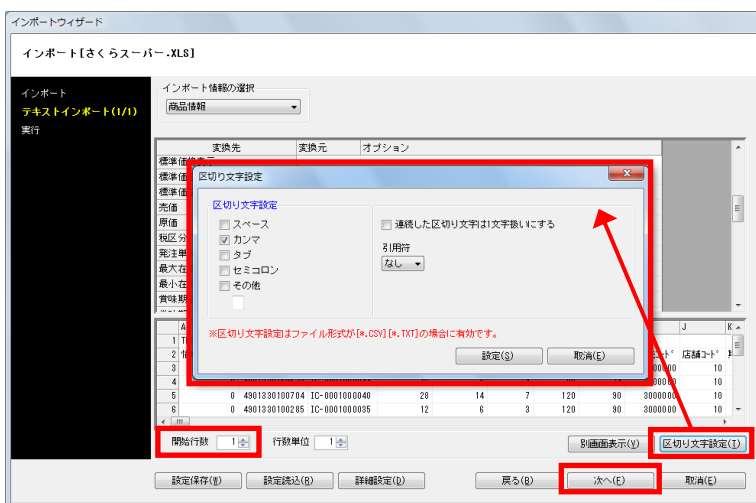 インポートウィザード
インポート[さくらスーパー.XLS]
インポート
テキストインポート(1/1)
実行
インポート情報の選択
商品情報
変換先 変換元 オプション
標準価
標準価
売価
原価
税区分
発注単
最大在
最小在
賞味期
区切り文字設定
区切り文字設定
スペース
カンマ
タブ
セミコロン
その他
連続した区切り文字は1文字扱いにする
引用符
なし
※区切り文字設定はファイル形式が[*.CSV][*.TXT]の場合に有効です。
設定(S) 取消(E)
A J K
1
2 店舗コード
3 10
4 10
5 0 4901330100704 IC-0001000040 28 14 7 120 90 3000000 10
6 0 4901330100285 IC-0001000035 12 6 3 120 90 3000000 10
開始行数 1 行数単位 1 別画面表示(Y) 区切り文字設定(I)
設定保存(W) 設定読込(R) 詳細設定(D) 戻る(B) 次へ(F) 取消(E)